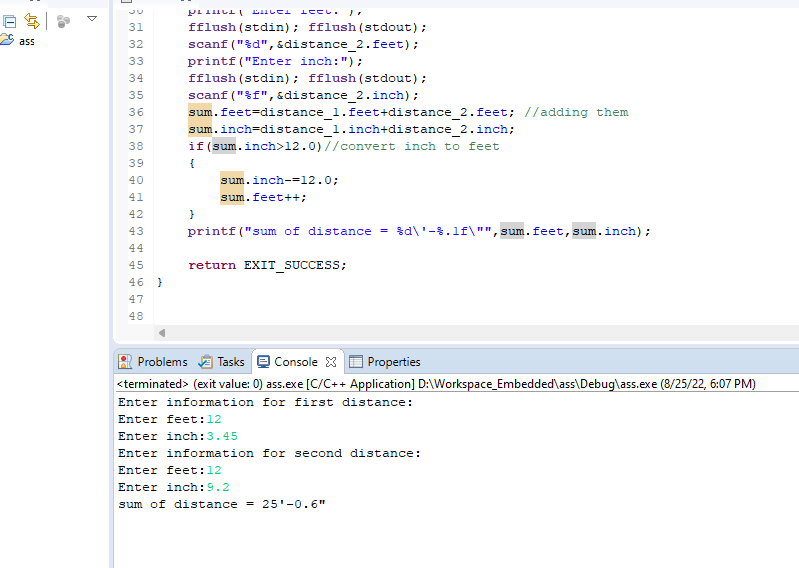 ass
30 printf("Enter feet:");
31 fflush(stdin); fflush(stdout);
32 scanf("%d",&distance_2.feet);
33 printf("Enter inch:");
34 fflush(stdin); fflush(stdout);
35 scanf("%f",&distance_2.inch);
36 sum.feet=distance_1.feet+distance_2.feet; //adding them
37 sum.inch=distance_1.inch+distance_2.inch;
38 if(sum.inch>12.0)//convert inch to feet
39 {
40 sum.inch-=12.0;
41 sum.feet++;
42 }
43 printf("sum of distance = %d\'-%.1f\"",sum.feet,sum.inch);
44
45 return EXIT_SUCCESS;
46 }
47
48
Problems Tasks Console Properties
<terminated> (exit value: 0) ass.exe [C/C++ Application] D:\Workspace_Embedded\ass\Debug\ass.exe (8/25/22, 6:07 PM)
Enter information for first distance:
Enter feet:12
Enter inch:3.45
Enter information for second distance:
Enter feet:12
Enter inch:9.2
sum of distance = 25'-0.6"